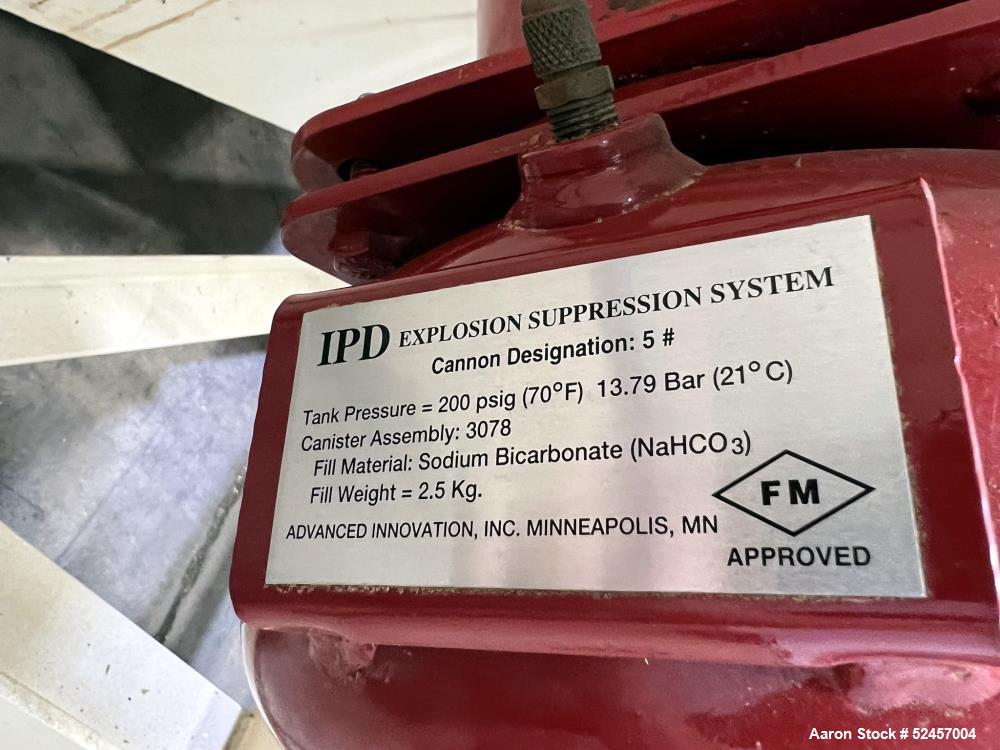 IPD EXPLOSION SUPPRESSION SYSTEM
Cannon Designation: 5 #
Tank Pressure = 200 psig (70°F) 13.79 Bar (21°C)
Canister Assembly: 3078
Fill Material: Sodium Bicarbonate (NaHCO3)
Fill Weight = 2.5 Kg.
ADVANCED INNOVATION, INC. MINNEAPOLIS, MN
FM
APPROVED
Aaron Stock # 52457004